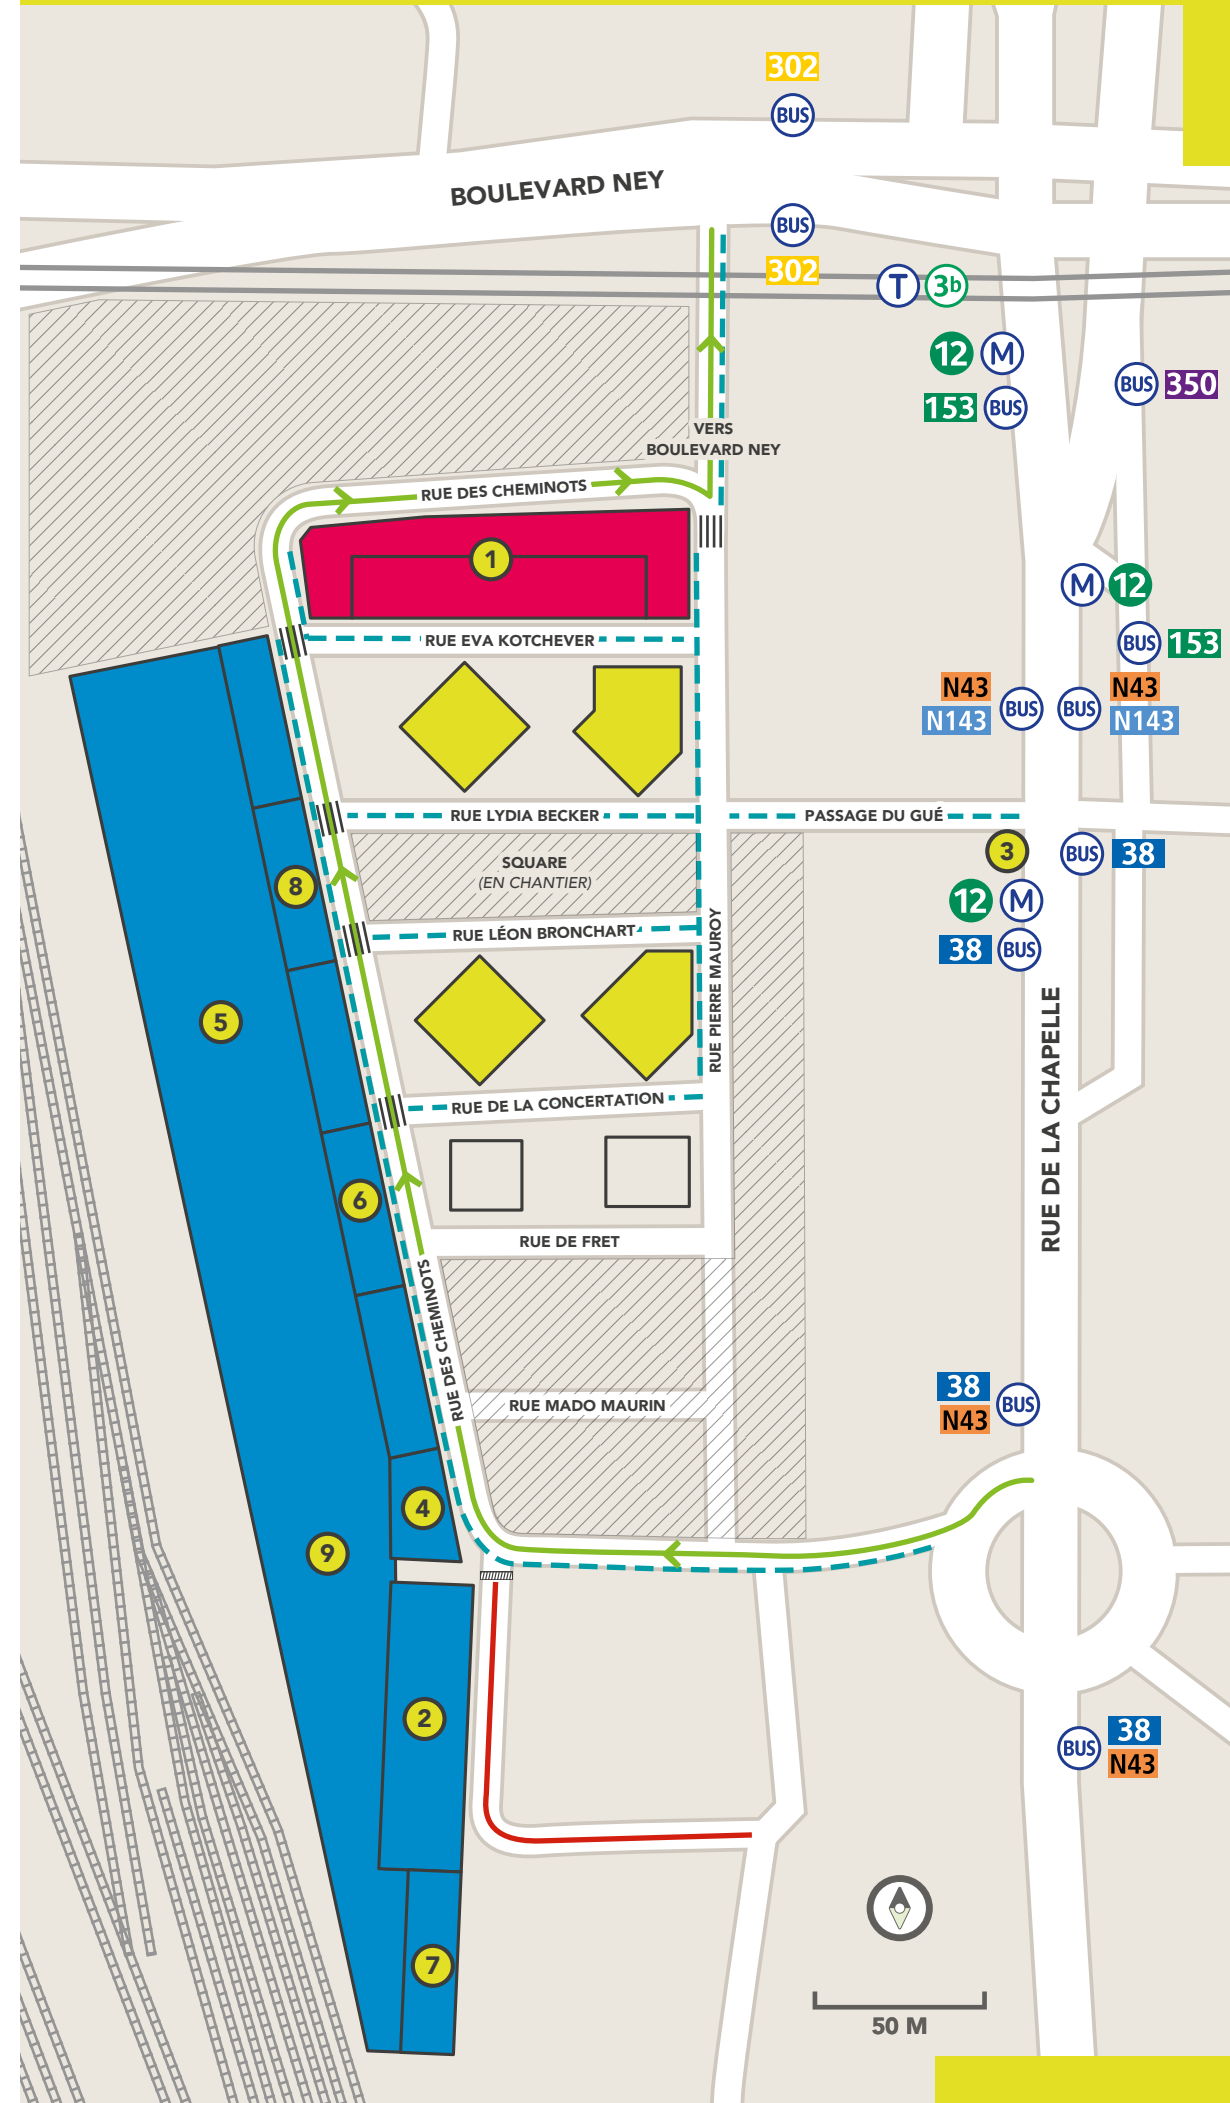 302
BUS
BOULEVARD NEY
BUS
302
T 3b
12 M
BUS 350
153 BUS
VERS
BOULEVARD NEY
RUE DES CHEMINOTS
1
M 12
RUE EVA KOTCHEVER
BUS 153
N43
N143 BUS
BUS N43
N143
RUE LYDIA BECKER
PASSAGE DU GUÉ
3
BUS 38
SQUARE
(EN CHANTIER)
8
12 M
RUE LÉON BRONCHART
38 BUS
RUE PIERRE MAUROY
5
RUE DE LA CHAPELLE
RUE DE LA CONCERTATION
6
RUE DE FRET
RUE DES CHEMINOTS
38
N43 BUS
RUE MADO MAURIN
4
9
2
BUS 38
N43
7
50 M